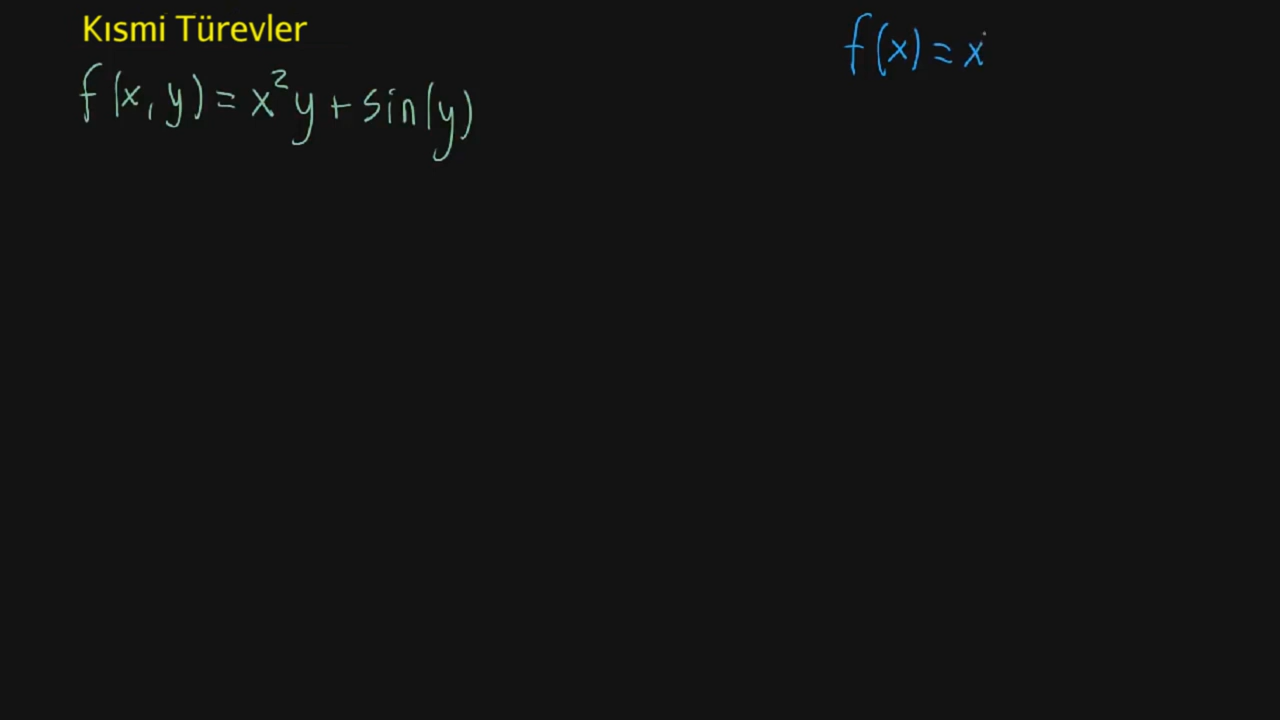 Kısmi Türevler
f(x, y) = x²y + sin(y)
f(x) = x